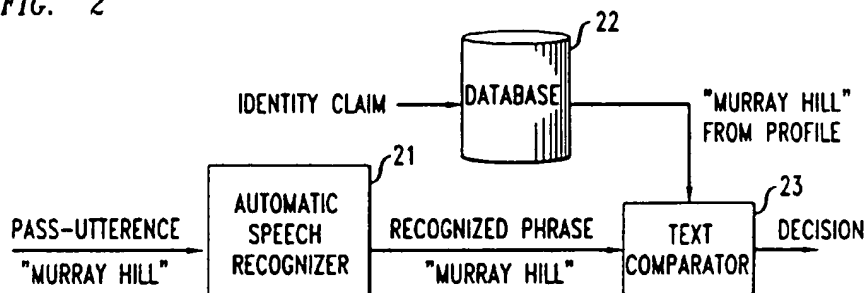 FIG. 2
22
IDENTITY CLAIM
DATABASE
"MURRAY HILL"
FROM PROFILE
21
23
PASS-UTTERENCE
"MURRAY HILL"
AUTOMATIC
SPEECH
RECOGNIZER
RECOGNIZED PHRASE
"MURRAY HILL"
TEXT
COMPARATOR
DECISION